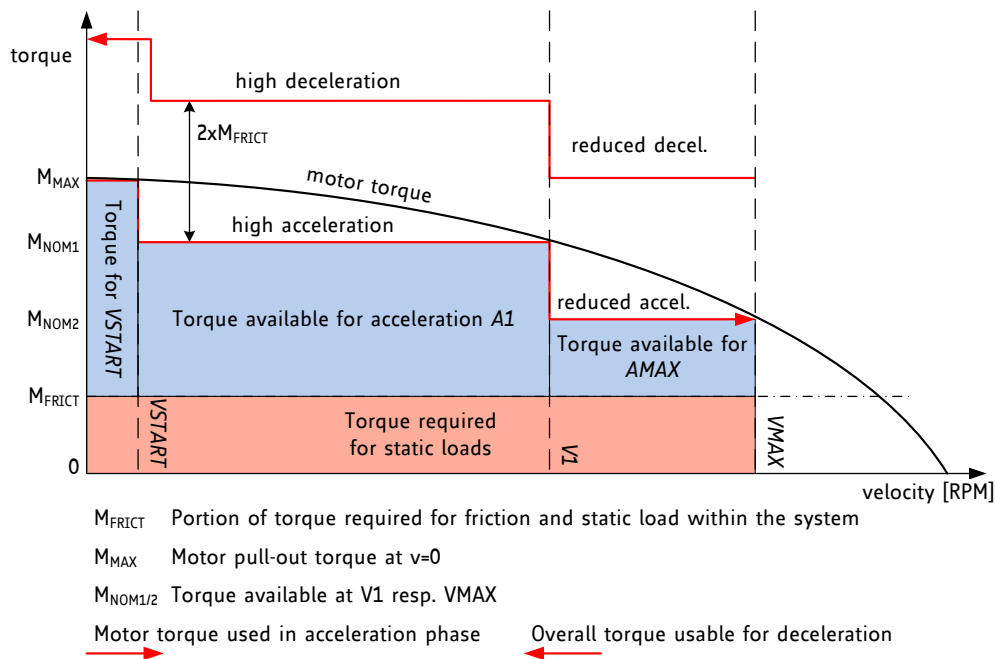 torque
high deceleration
2xMFRICT
reduced decel.
MMAX
motor torque
Torque for VSTART
high acceleration
MNOM1
reduced accel.
MNOM2
Torque available for acceleration A1
Torque available for
AMAX
MFRICT
VSTART
Torque required
for static loads
V1
VMAX
0
velocity [RPM]
MFRICT Portion of torque required for friction and static load within the system
MMAX Motor pull-out torque at v=0
MNOM1/2 Torque available at V1 resp. VMAX
Motor torque used in acceleration phase
Overall torque usable for deceleration